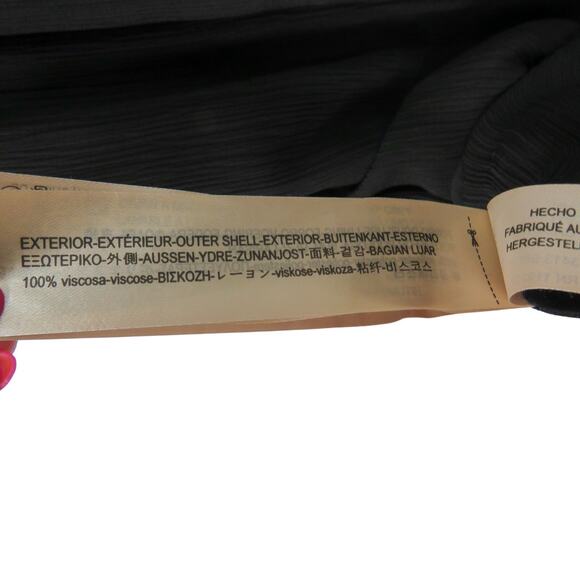 EXTERIOR-EXTÉRIEUR-OUTER SHELL-EXTERIOR-BUITENKANT-ESTERNO
ΕΞΩΤΕΡΙΚΟ-外 側-AUSSEN-YDRE-ZUNANJOST-面料-겉감-BAGIAN LUAR
100% viscosa-viscose-ΒΙΣΚΟΖΗ-レーヨン-viskose-viskoza-粘纤-비스코스
HECHO
FABRIQUÉ AU
HERGESTEL